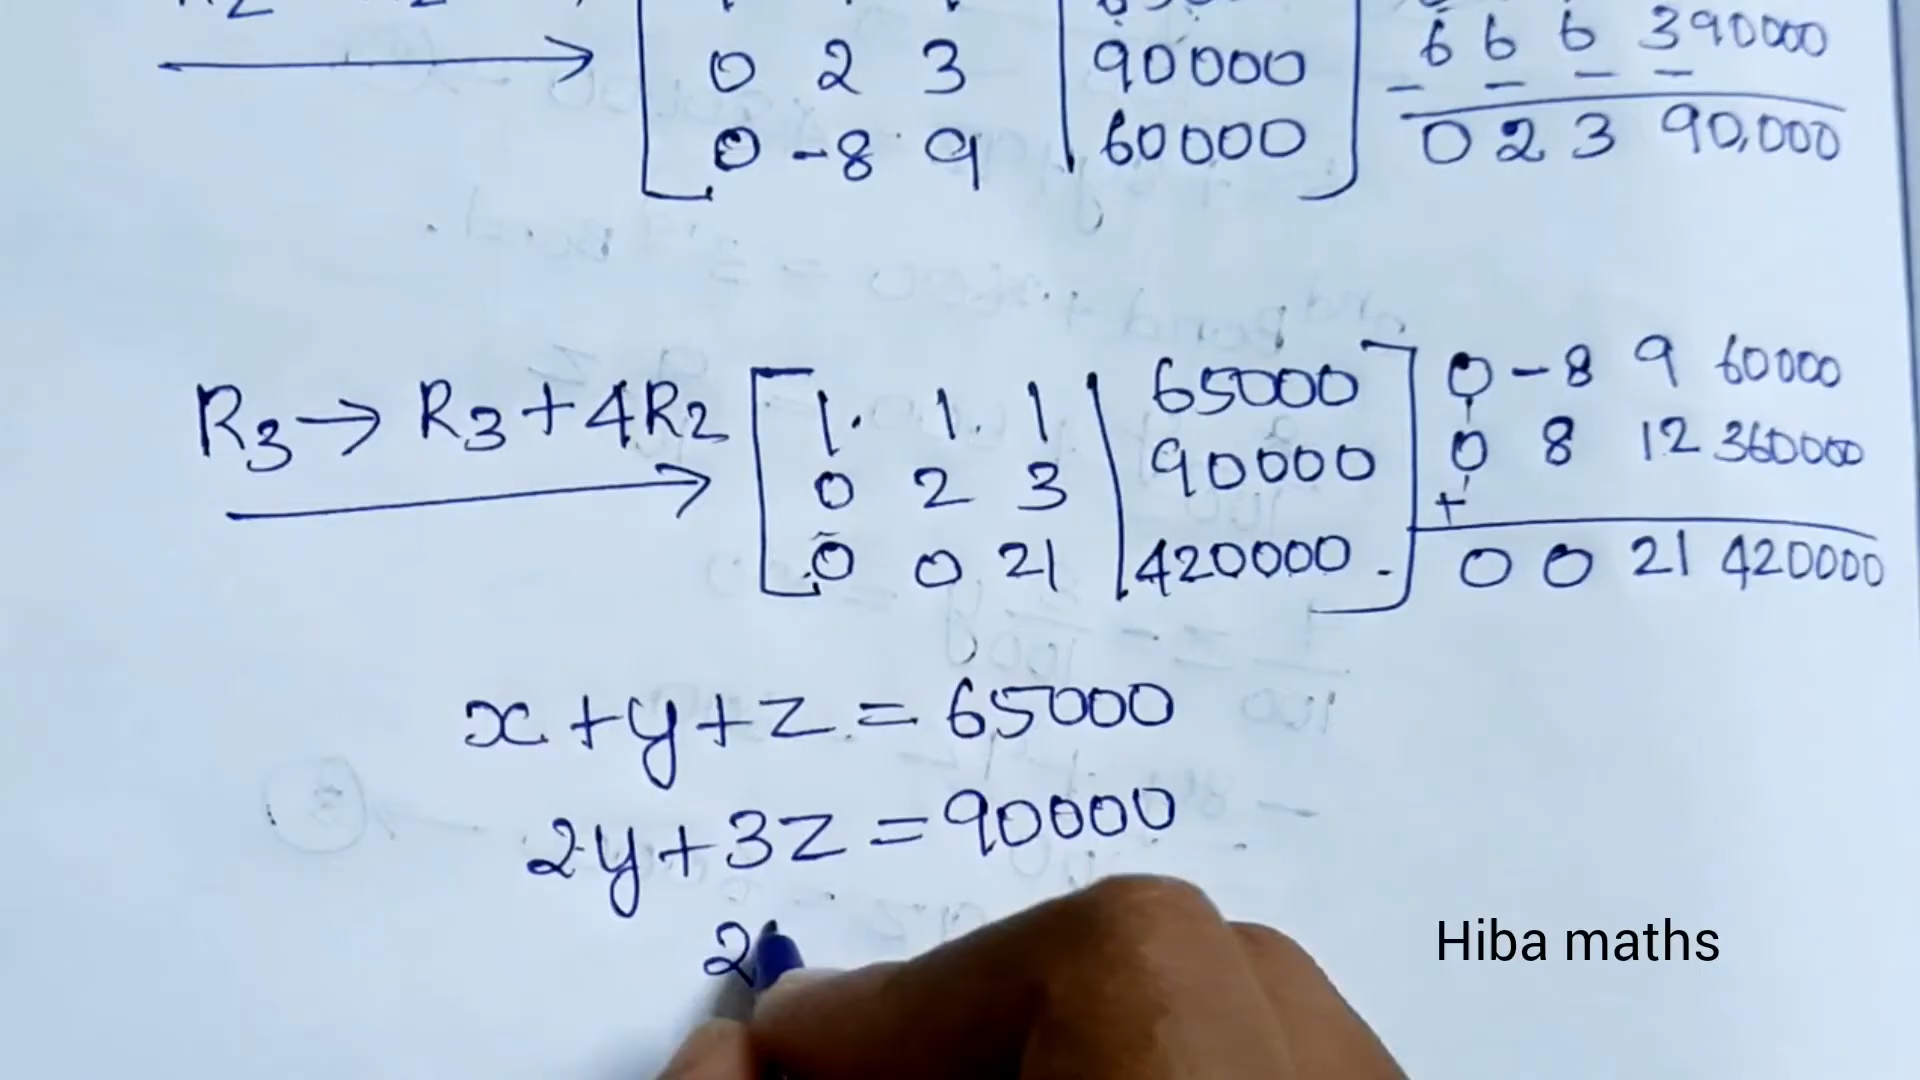 6 6 6 390000
0 2 3 90000
0 -8 9 60000
0 2 3 90,000
R3 → R3 + 4R2
1 1 1 65000
0 2 3 90000
0 0 21 420000
0 -8 9 60000
0 8 12 360000
+
0 0 21 420000
x + y + z = 65000
2y + 3z = 90000
2
Hiba maths